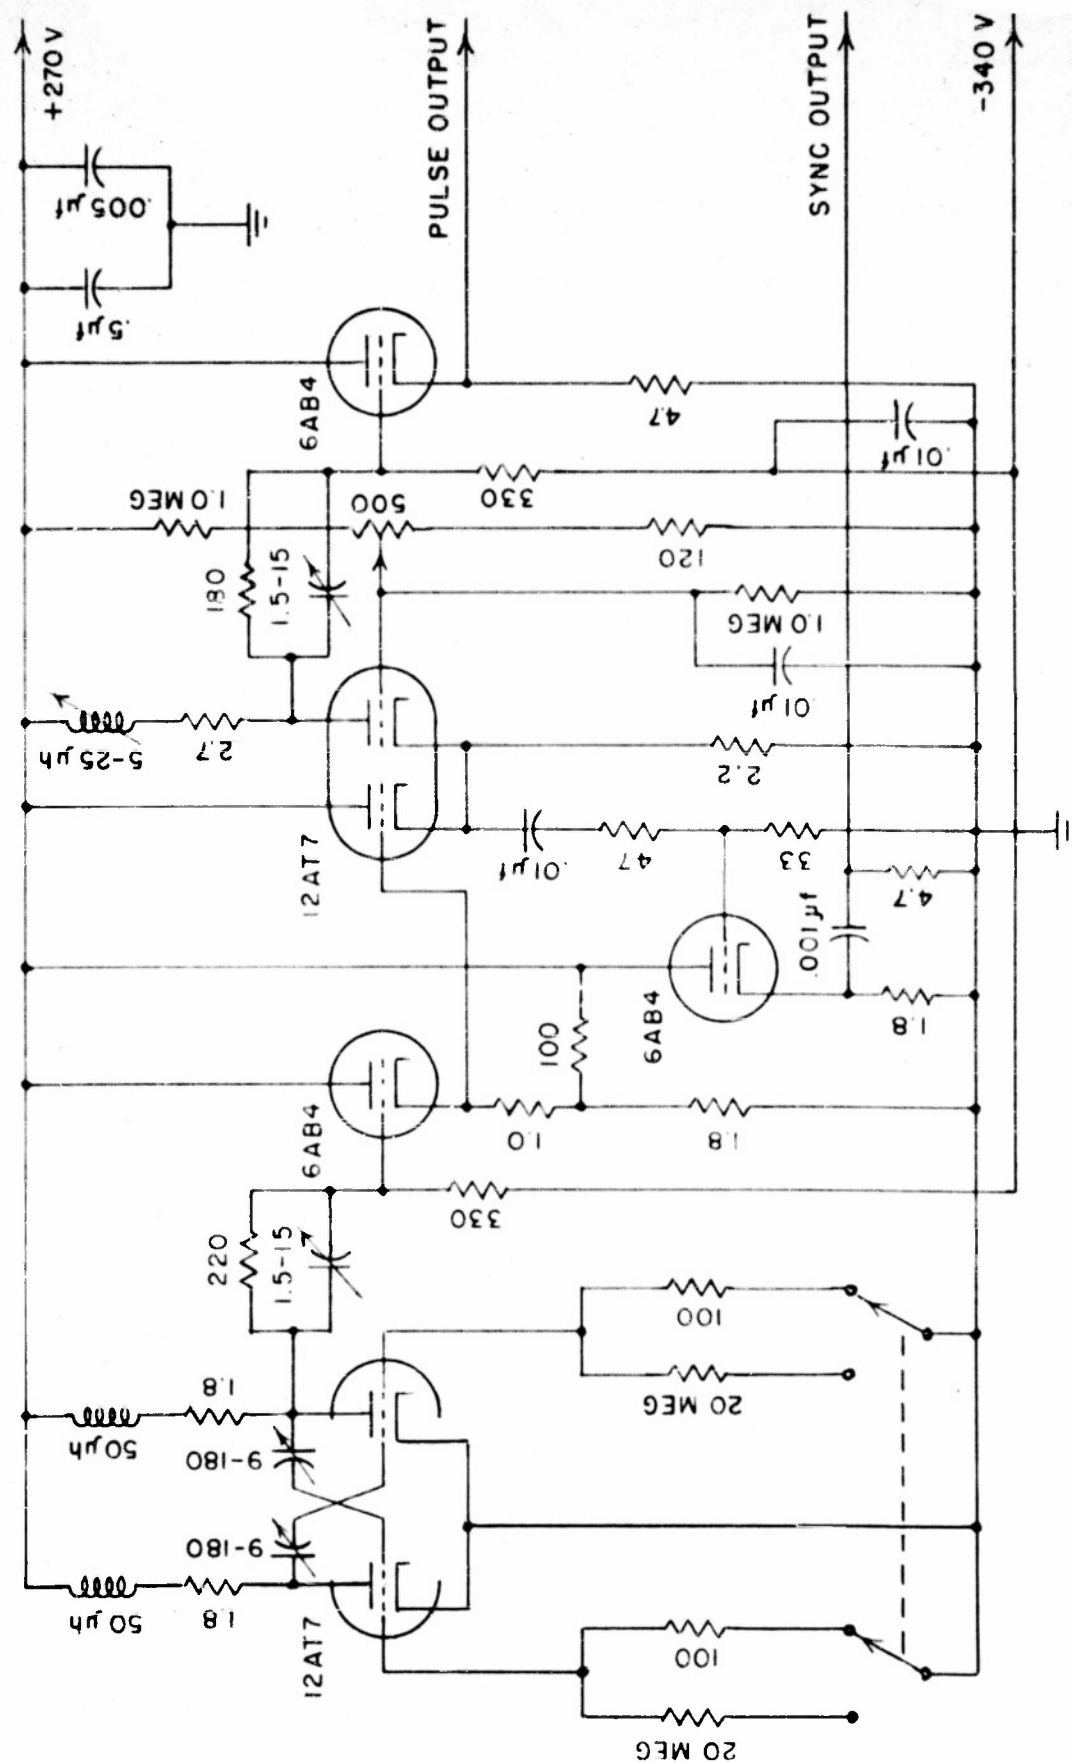 50 μh
50 μh
5-25 μh
.5 μf
.005 μf
+270 V
1.8
1.8
9-180
9-180
220
1.5-15
2.7
180
1.5-15
1.0 MEG
500
12AT7
6AB4
12AT7
6AB4
PULSE OUTPUT
330
1.0
100
.01 μf
47
2.2
1.0 MEG
.01 μf
120
330
4.7
6AB4
20 MEG
100
20 MEG
100
1.8
33
.001 μf
1.8
4.7
.01 μf
SYNC OUTPUT
-340 V